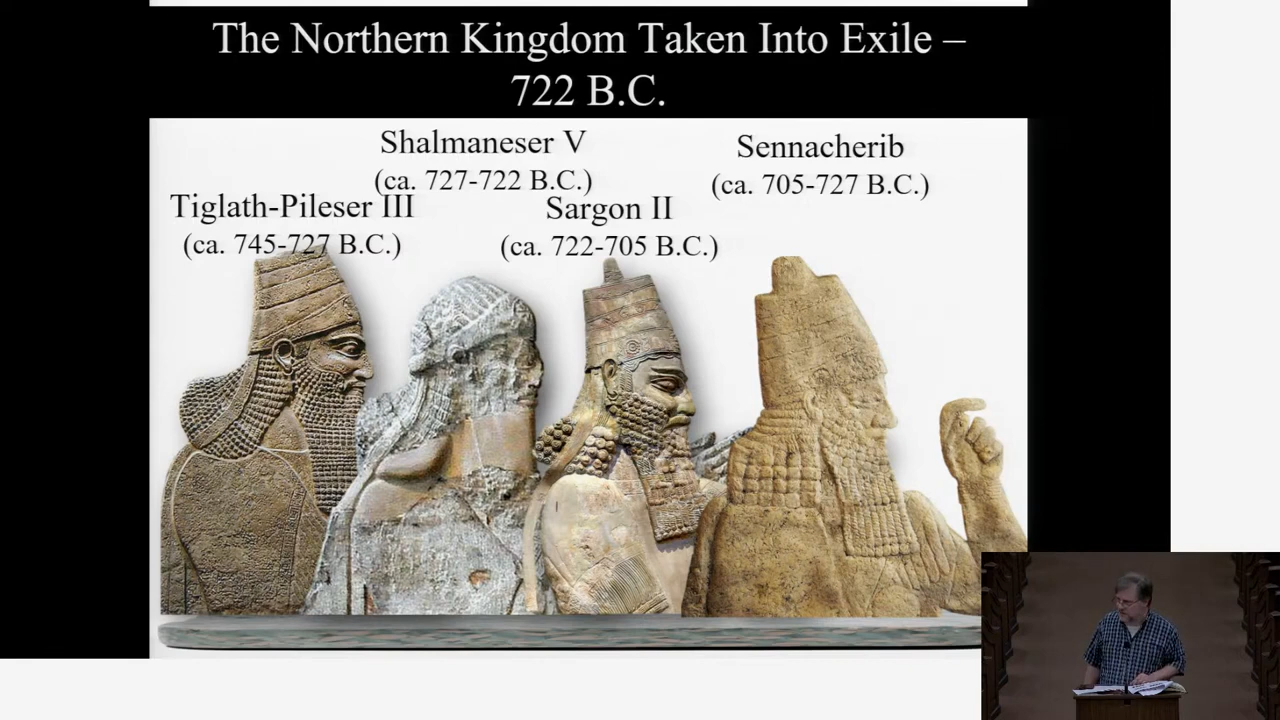 The Northern Kingdom Taken Into Exile –
722 B.C.
Shalmaneser V
(ca. 727-722 B.C.)
Sennacherib
(ca. 705-727 B.C.)
Tiglath-Pileser III
(ca. 745-727 B.C.)
Sargon II
(ca. 722-705 B.C.)